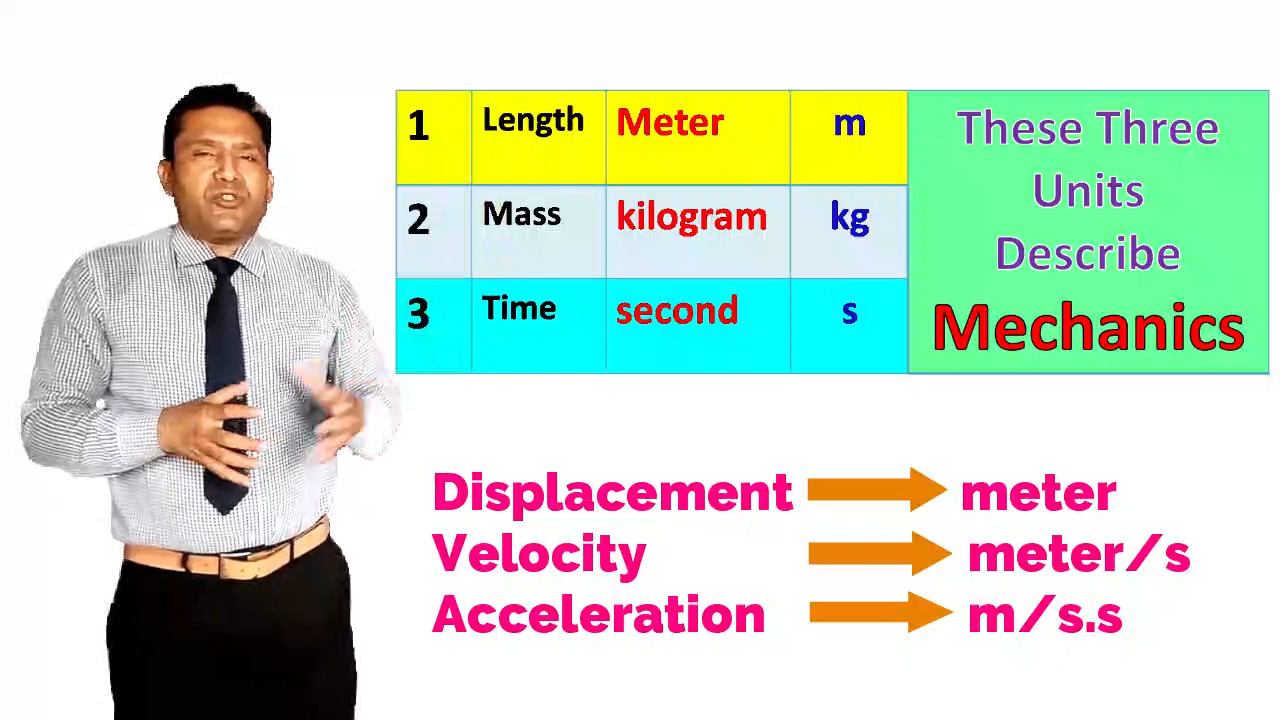 1 Length Meter m
2 Mass kilogram kg
3 Time second s
These Three
Units
Describe
Mechanics
Displacement meter
Velocity meter/s
Acceleration m/s.s